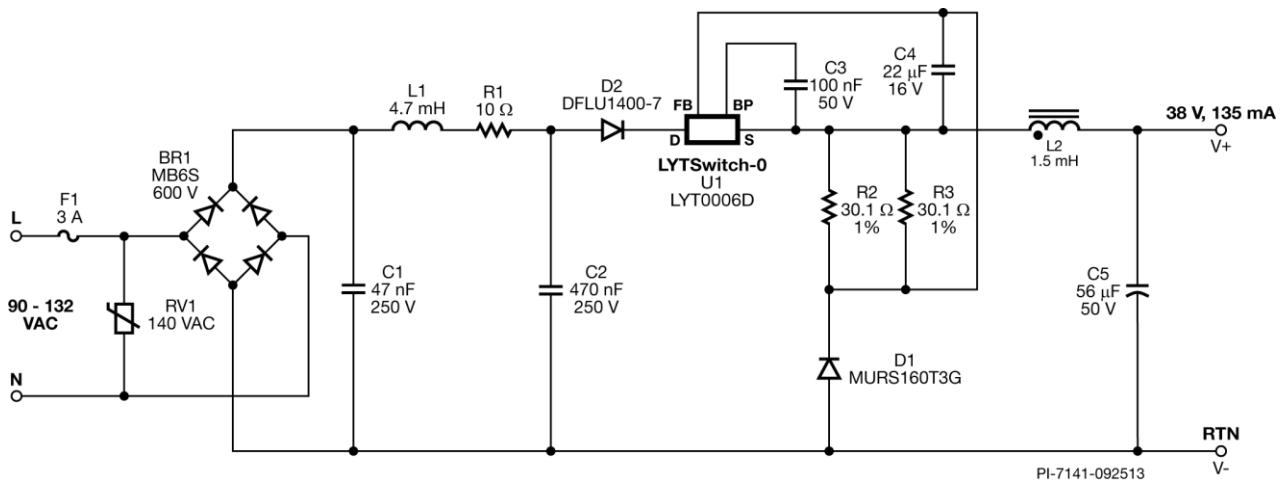 C4
22 μF
16 V
C3
100 nF
50 V
D2
DFLU1400-7
L1
4.7 mH
R1
10 Ω
FB
BP
D
S
LYTSwitch-0
U1
LYT0006D
38 V, 135 mA
V+
L2
1.5 mH
BR1
MB6S
600 V
F1
3 A
L
R2
30.1 Ω
1%
R3
30.1 Ω
1%
C1
47 nF
250 V
C2
470 nF
250 V
C5
56 μF
50 V
90 - 132
VAC
RV1
140 VAC
D1
MURS160T3G
N
RTN
V-
PI-7141-092513